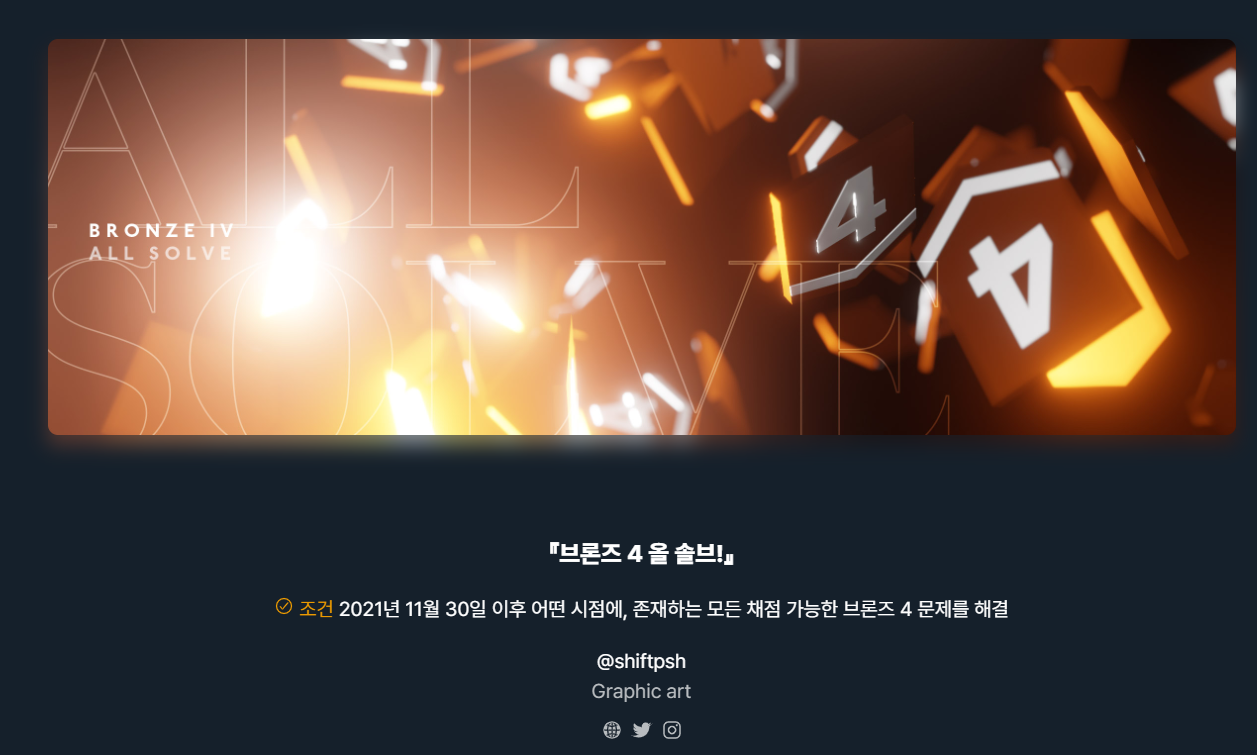 ALL
SOLVE
BRONZE IV
ALL SOLVE
4
4
『브론즈 4 올 솔브!』
조건 2021년 11월 30일 이후 어떤 시점에, 존재하는 모든 채점 가능한 브론즈 4 문제를 해결
@shiftpsh
Graphic art